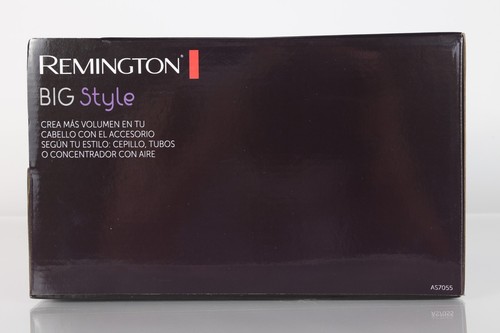 REMINGTON
BIG Style
CREA MÁS VOLUMEN EN TU
CABELLO CON EL ACCESORIO
SEGÚN TU ESTILO: CEPILLO, TUBOS
O CONCENTRADOR CON AIRE
AS7055